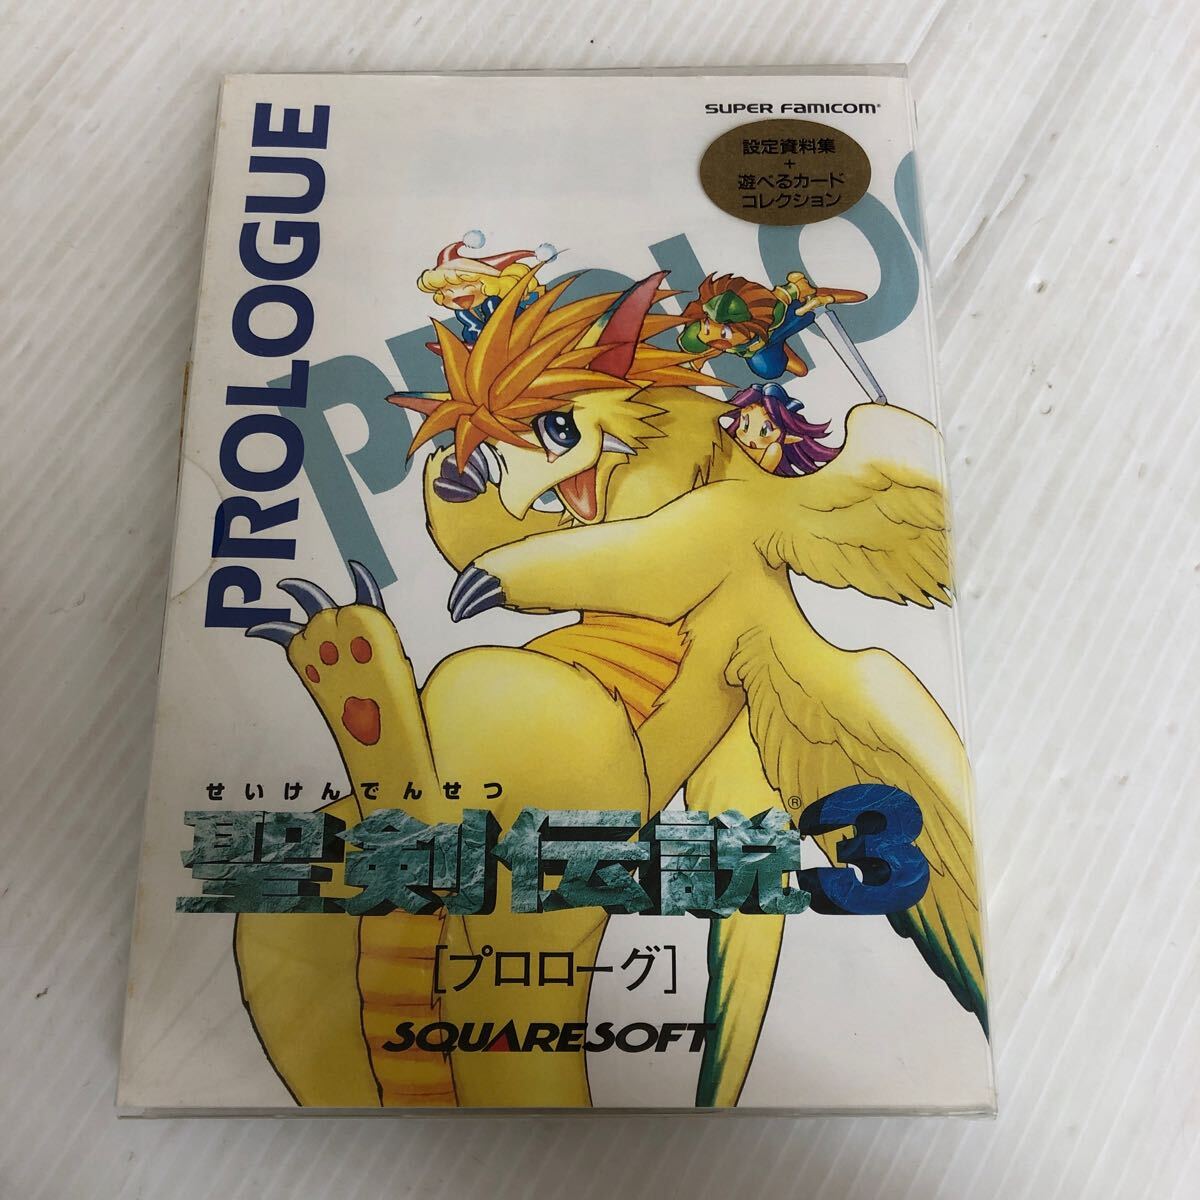 PROLOGUE
SUPER FAMICOM
設定資料集
+
遊べるカード
コレクション
PROLO
せいけんでんせつ
聖剣伝説3®
[プロローグ]
SQUARESOFT